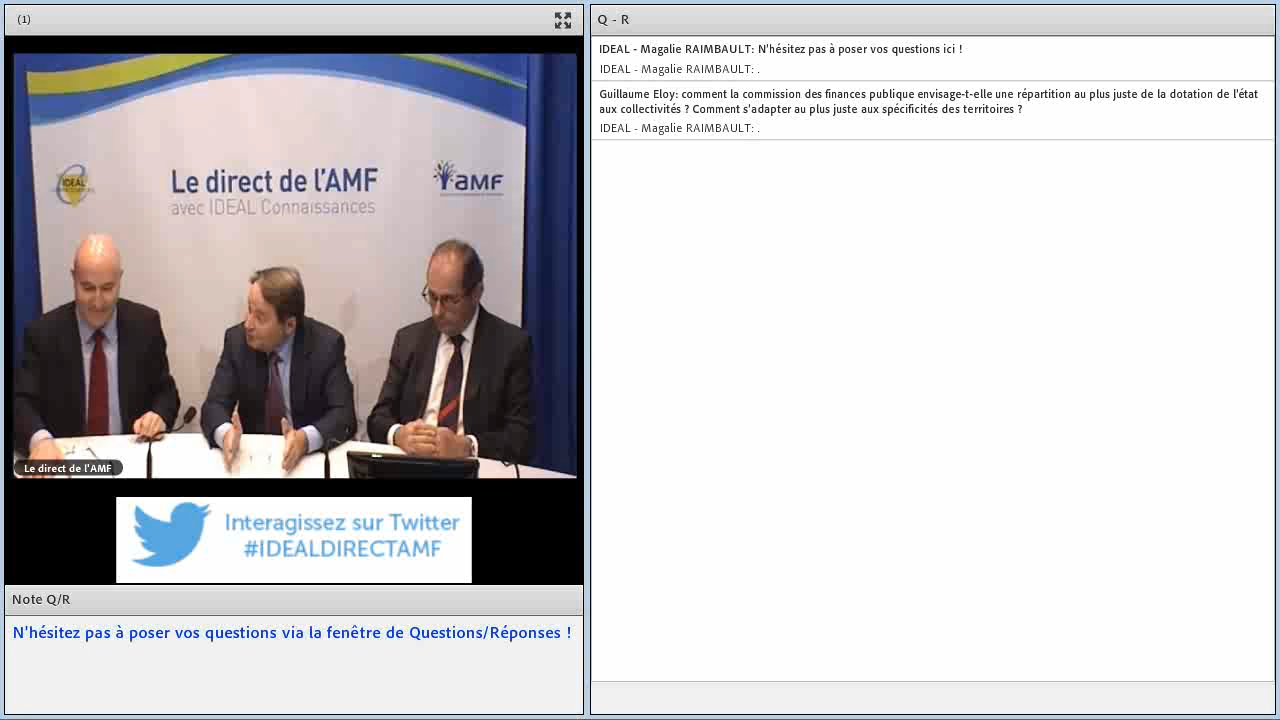 (1)
IDEAL
Le direct de l'AMF
avec IDEAL Connaissances
AMF
Le direct de l'AMF
Interagissez sur Twitter
#IDEALDIRECTAMF
Note Q/R
N'hésitez pas à poser vos questions via la fenêtre de Questions/Réponses !
Q - R
IDEAL - Magalie RAIMBAULT: N'hésitez pas à poser vos questions ici !
IDEAL - Magalie RAIMBAULT: .
Guillaume Eloy: comment la commission des finances publique envisage-t-elle une répartition au plus juste de la dotation de l'état
aux collectivités ? Comment s'adapter au plus juste aux spécificités des territoires ?
IDEAL - Magalie RAIMBAULT: .